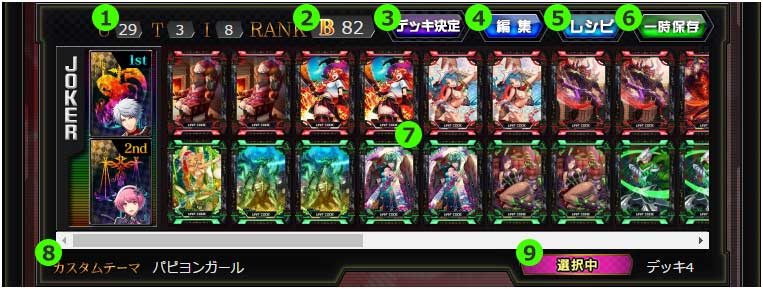 1 U 29 T 3 I 8 RANK 2 B 82 3 デッキ決定 4 編集 5 レシピ 6 一時保存
JOKER
1st
2nd
7
8 カスタムテーマ パピヨンガール 9 選択中 デッキ4